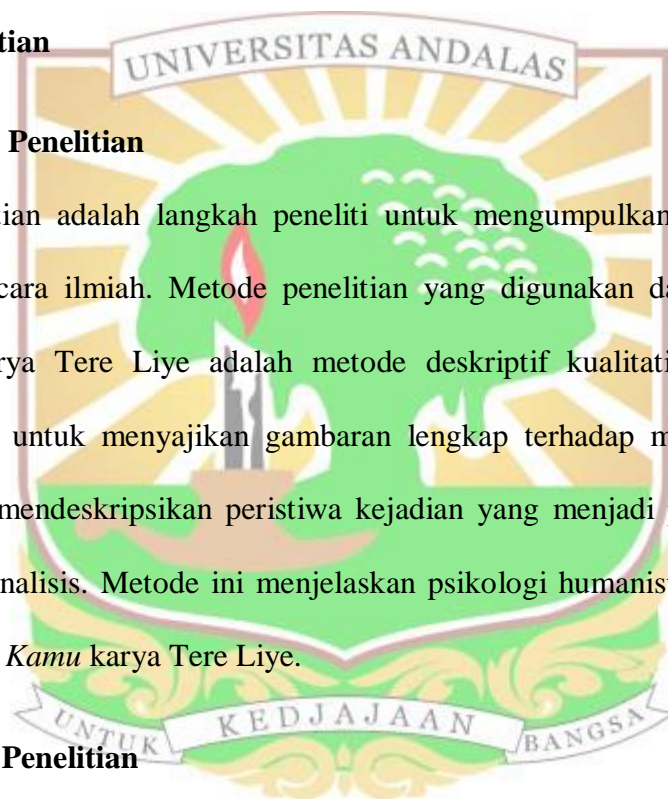 tian
UNIVERSITAS ANDALAS
Penelitian
tian adalah langkah peneliti untuk mengumpulkan
cara ilmiah. Metode penelitian yang digunakan da
rya Tere Liye adalah metode deskriptif kualitati
untuk menyajikan gambaran lengkap terhadap m
mendeskripsikan peristiwa kejadian yang menjadi
nalisis. Metode ini menjelaskan psikologi humanis
Kamu karya Tere Liye.
UNTUK KEDJAJAAN BANGSA
Penelitian